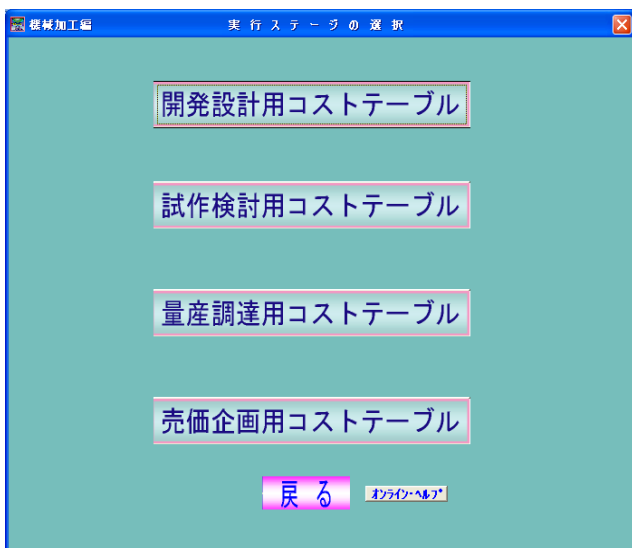 機械加工編 実行ステージの選択
開発設計用コストテーブル
試作検討用コストテーブル
量産調達用コストテーブル
売価企画用コストテーブル
戻る オンライン・ヘルプ